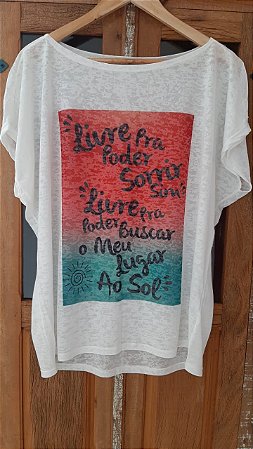 Livre Pra
Poder
Sorrir
Sim
Livre Pra
Poder Buscar
o Meu
Lugar
Ao Sol